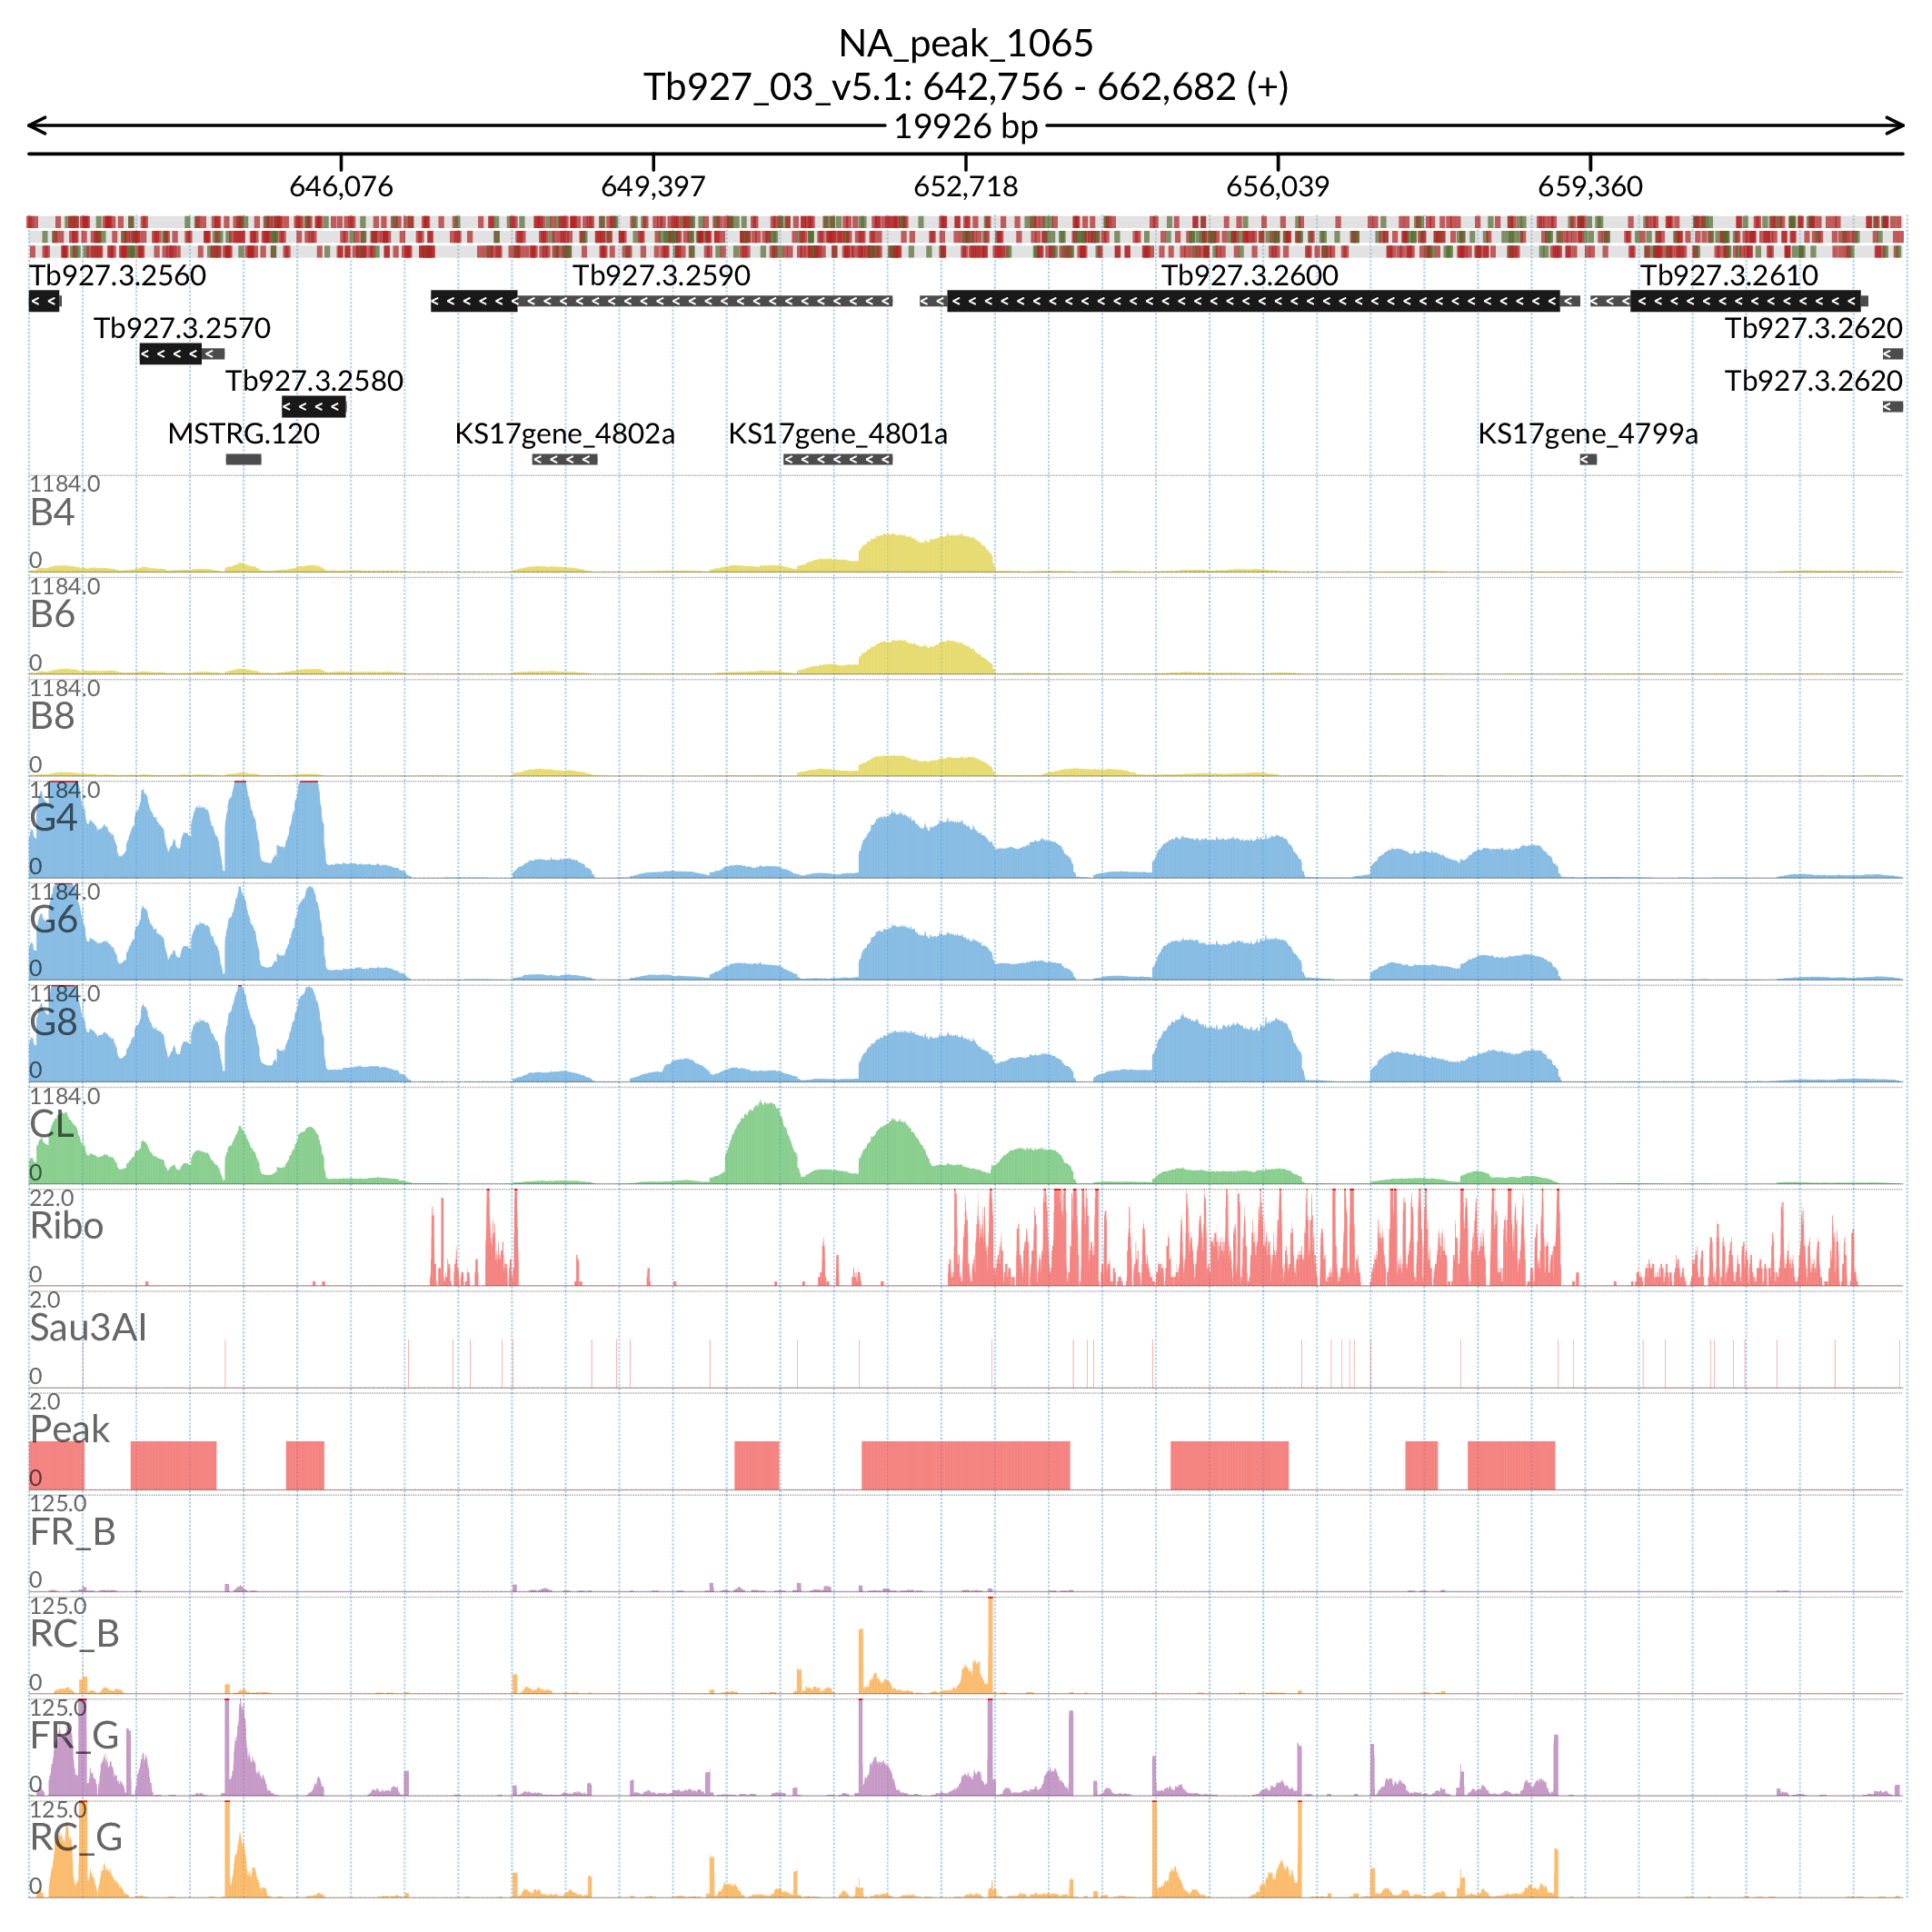 NA_peak_1065
Tb927_03_v5.1: 642,756 - 662,682 (+)
19926 bp
646,076 649,397 652,718 656,039 659,360
Tb927.3.2560 Tb927.3.2590 Tb927.3.2600 Tb927.3.2610
Tb927.3.2570 Tb927.3.2620
Tb927.3.2580 Tb927.3.2620
MSTRG.120 KS17gene_4802a KS17gene_4801a KS17gene_4799a
1184.0
B4
0
1184.0
B6
0
1184.0
B8
0
1184.0
G4
0
1184.0
G6
0
1184.0
G8
0
1184.0
CL
0
22.0
Ribo
0
2.0
Sau3AI
0
2.0
Peak
0
125.0
FR_B
0
125.0
RC_B
0
125.0
FR_G
0
125.0
RC_G
0